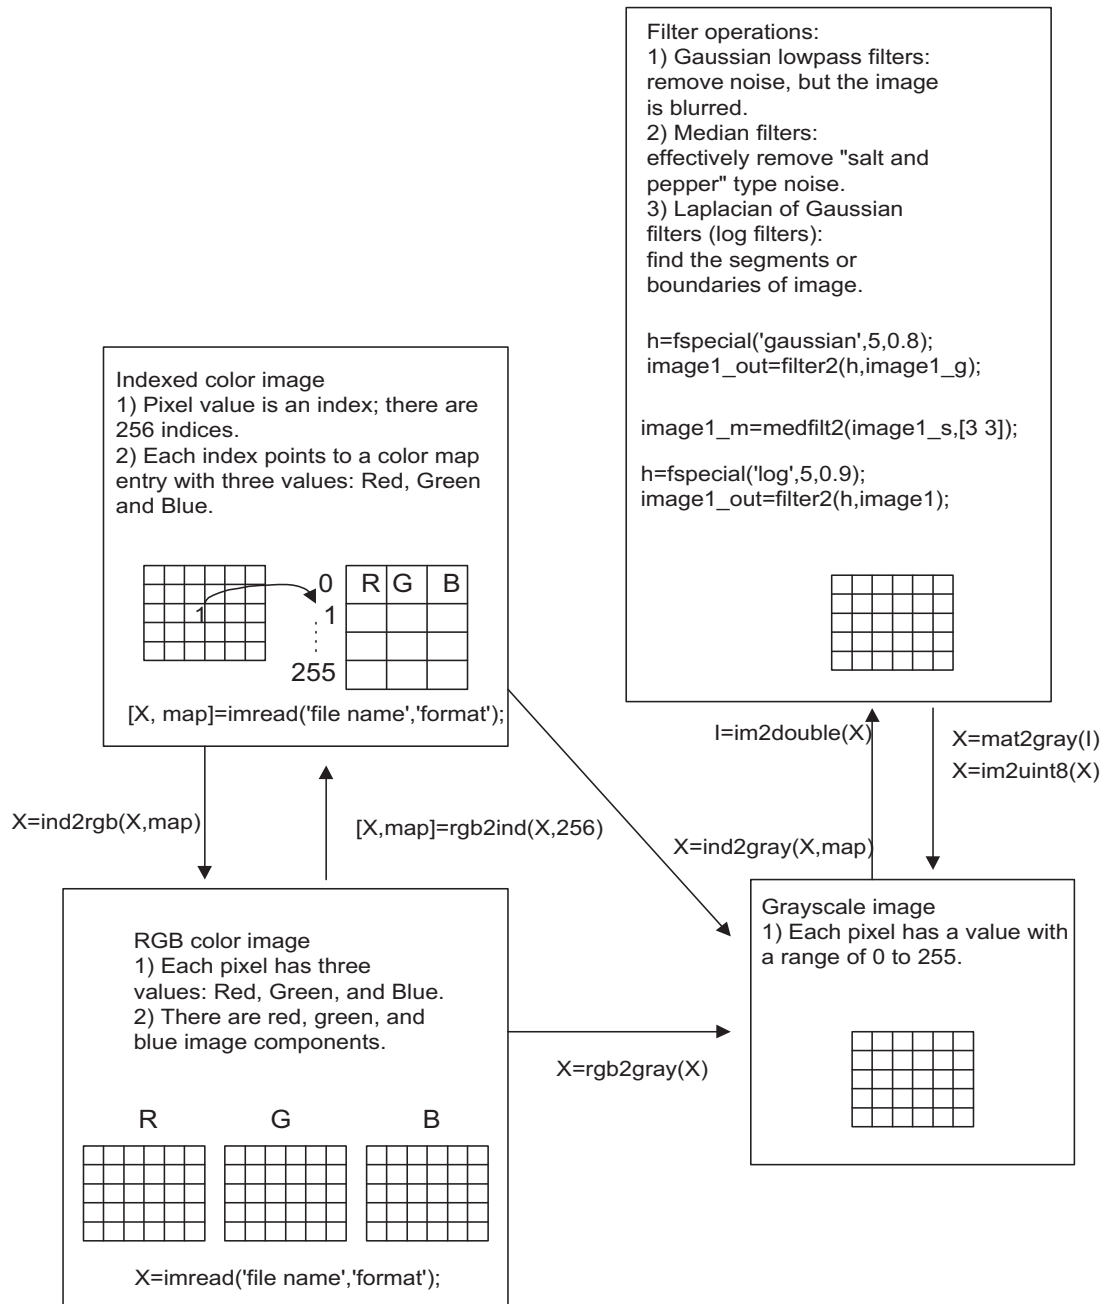 Filter operations:
1) Gaussian lowpass filters:
remove noise, but the image
is blurred.
2) Median filters:
effectively remove "salt and
pepper" type noise.
3) Laplacian of Gaussian
filters (log filters):
find the segments or
boundaries of image.
h=fspecial('gaussian',5,0.8);
image1_out=filter2(h,image1_g);
image1_m=medfilt2(image1_s,[3 3]);
h=fspecial('log',5,0.9);
image1_out=filter2(h,image1);
Indexed color image
1) Pixel value is an index; there are
256 indices.
2) Each index points to a color map
entry with three values: Red, Green
and Blue.
0 R G B
1 1
255
[X, map]=imread('file name','format');
I=im2double(X)
X=mat2gray(I)
X=im2uint8(X)
X=ind2rgb(X,map)
[X,map]=rgb2ind(X,256)
X=ind2gray(X,map)
RGB color image
1) Each pixel has three
values: Red, Green, and Blue.
2) There are red, green, and
blue image components.
R G B
X=imread('file name','format');
X=rgb2gray(X)
Grayscale image
1) Each pixel has a value with
a range of 0 to 255.